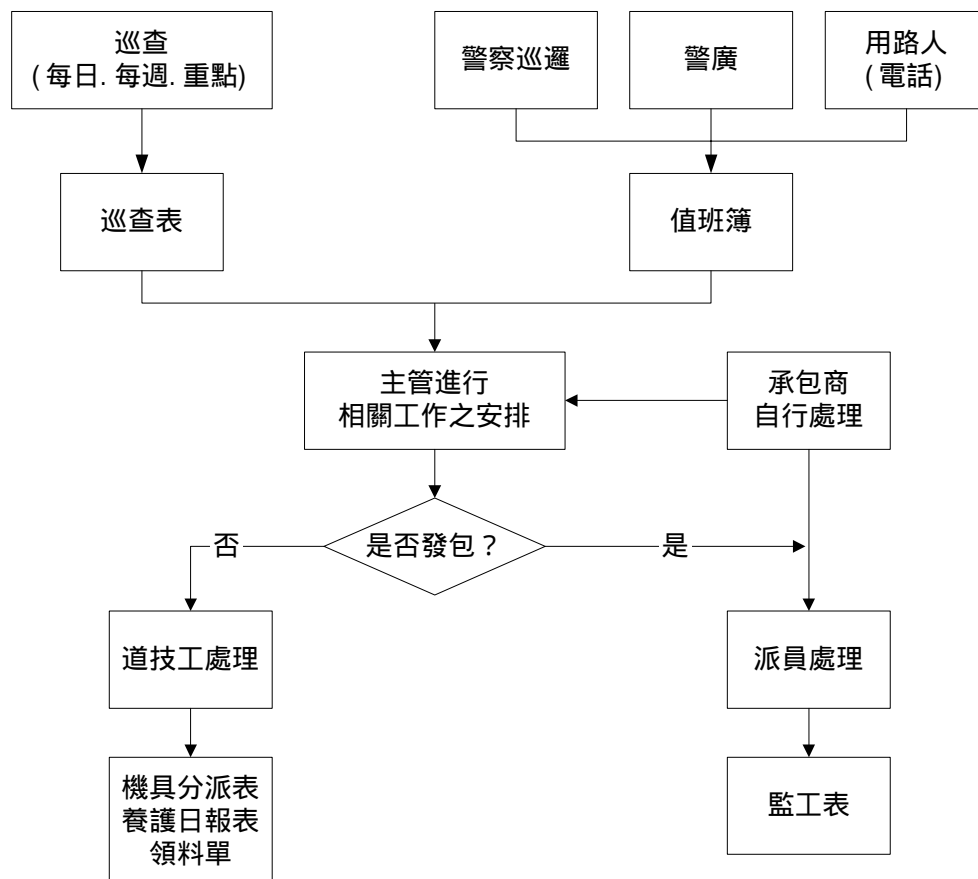 巡查
(每日.每週.重點)
警察巡邏
警廣
用路人
(電話)
巡查表
值班簿
主管進行
相關工作之安排
承包商
自行處理
是否發包？
否
是
道技工處理
派員處理
機具分派表
養護日報表
領料單
監工表